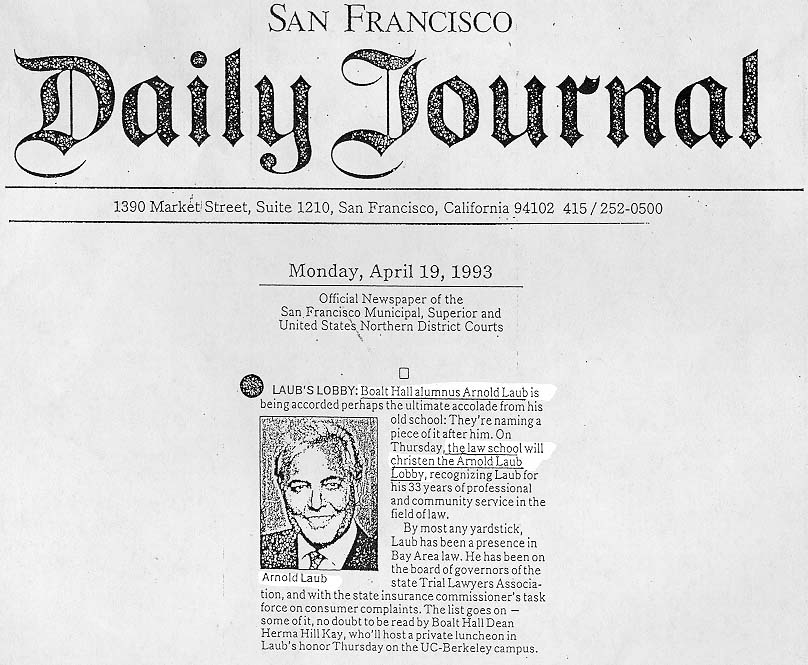 SAN FRANCISCO
Daily Journal
1390 Market Street, Suite 1210, San Francisco, California 94102 415 / 252-0500
Monday, April 19, 1993
Official Newspaper of the
San Francisco Municipal, Superior and
United States Northern District Courts
LAUB'S LOBBY: Boalt Hall alumnus Arnold Laub is
being accorded perhaps the ultimate accolade from his
old school: They're naming a
piece of it after him. On
Thursday, the law school will
christen the Arnold Laub
Lobby, recognizing Laub for
his 33 years of professional
and community service in the
field of law.
By most any yardstick,
Laub has been a presence in
Bay Area law. He has been on
the board of governors of the
state Trial Lawyers Associa-
Arnold Laub
tion, and with the state insurance commissioner's task
force on consumer complaints. The list goes on —
some of it, no doubt to be read by Boalt Hall Dean
Herma Hill Kay, who'll host a private luncheon in
Laub's honor Thursday on the UC-Berkeley campus.